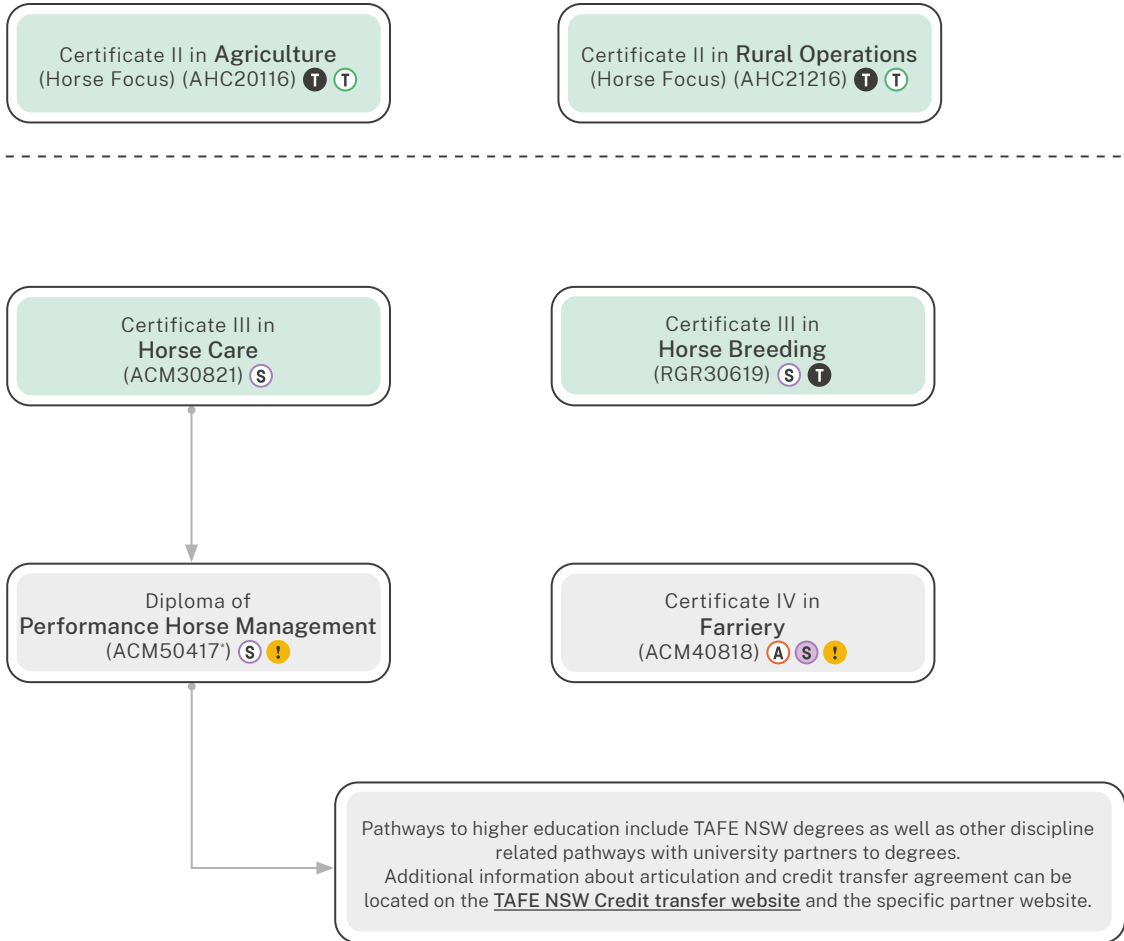 Certificate II in Agriculture
(Horse Focus) (AHC20116) T T
Certificate II in Rural Operations
(Horse Focus) (AHC21216) T T
Certificate III in
Horse Care
(ACM30821) S
Certificate III in
Horse Breeding
(RGR30619) S T
Diploma of
Performance Horse Management
(ACM50417*) S !
Certificate IV in
Farriery
(ACM40818) A S !
Pathways to higher education include TAFE NSW degrees as well as other discipline
related pathways with university partners to degrees.
Additional information about articulation and credit transfer agreement can be
located on the TAFE NSW Credit transfer website and the specific partner website.